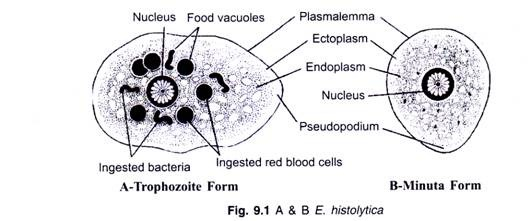 Nucleus
Food vacuoles
Plasmalemma
Ectoplasm
Endoplasm
Nucleus
Pseudopodium
Ingested bacteria
Ingested red blood cells
A-Trophozoite Form
B-Minuta Form
Fig. 9.1 A & B E. histolytica